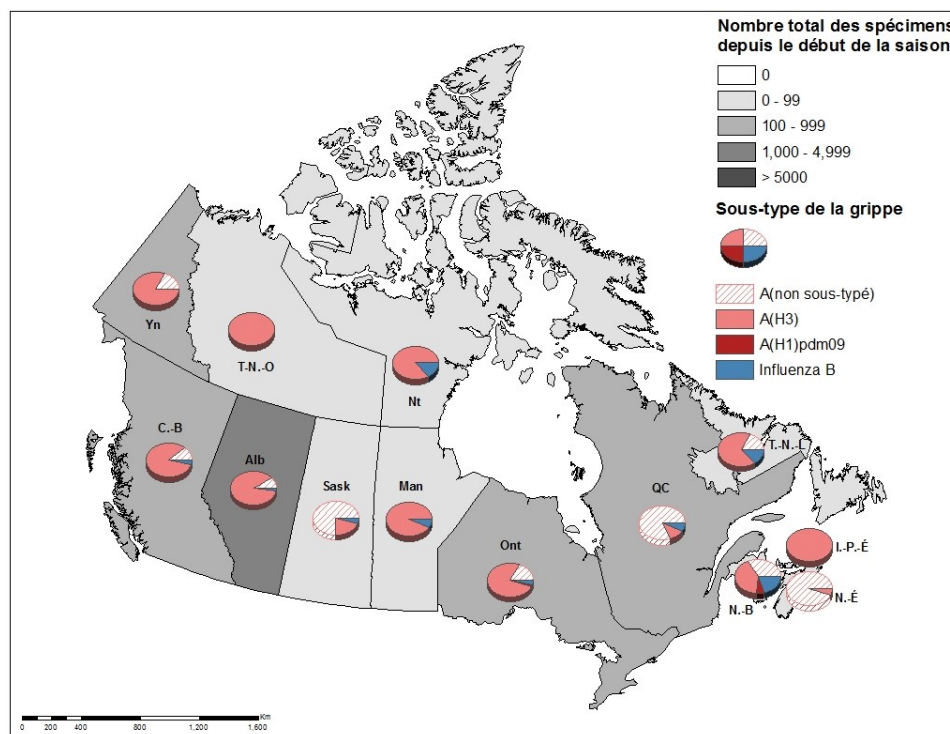 Nombre total des spécimens
depuis le début de la saison
0
0 - 99
100 - 999
1,000 - 4,999
> 5000
Sous-type de la grippe
A(non sous-typé)
A(H3)
A(H1)pdm09
Influenza B
Yn
T-N.-O
Nt
C.-B
Alb
Sask
Man
Ont
QC
T.-N.-L
I.-P.-É
N.-B
N.-É
Km
0 200 400 800 1,200 1,600